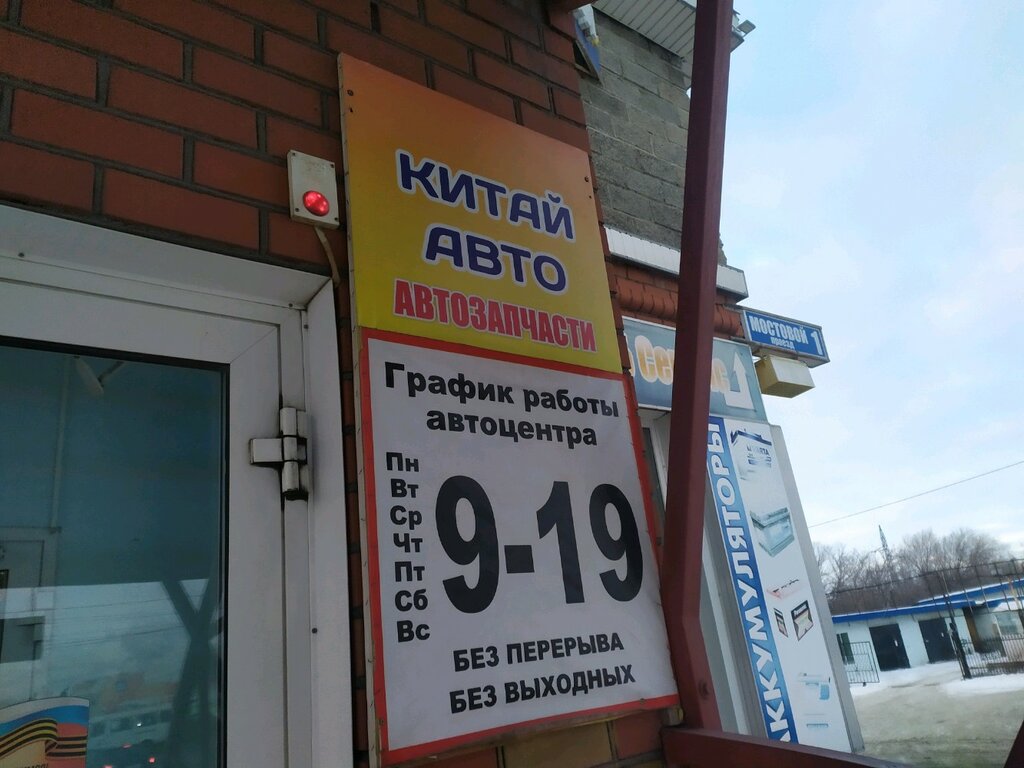 КИТАЙ
АВТО
АВТОЗАПЧАСТИ
График работы
автоцентра
Пн
Вт
Ср
Чт
Пт
Сб
Вс
9-19
БЕЗ ПЕРЕРЫВА
БЕЗ ВЫХОДНЫХ
МОСТОВОЙ 1
проезд
АККУМУЛЯТОРЫ